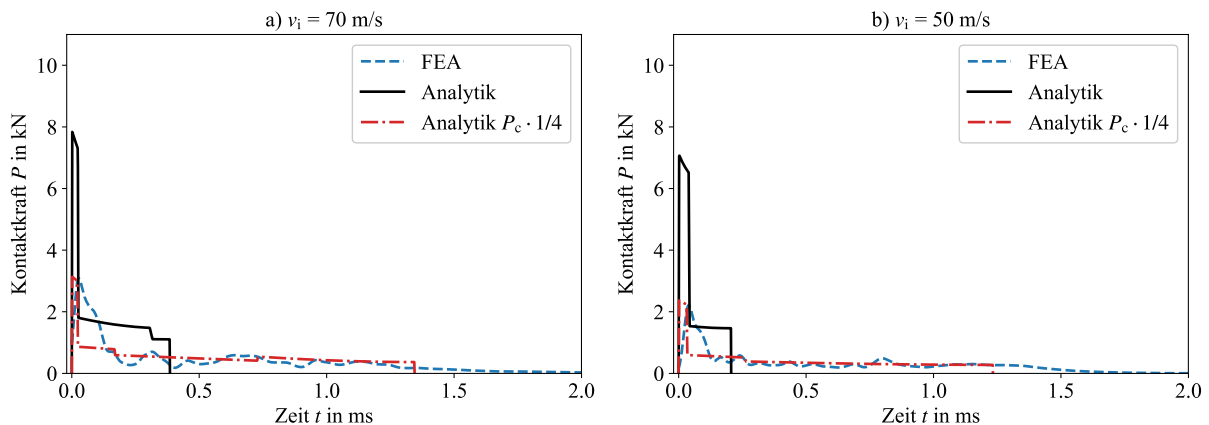 a) vᵢ = 70 m/s
Kontaktkraft P in kN
10
8
6
4
2
0
FEA
Analytik
Analytik P_c · 1/4
0.0 0.5 1.0 1.5 2.0
Zeit t in ms
b) vᵢ = 50 m/s
Kontaktkraft P in kN
10
8
6
4
2
0
FEA
Analytik
Analytik P_c · 1/4
0.0 0.5 1.0 1.5 2.0
Zeit t in ms